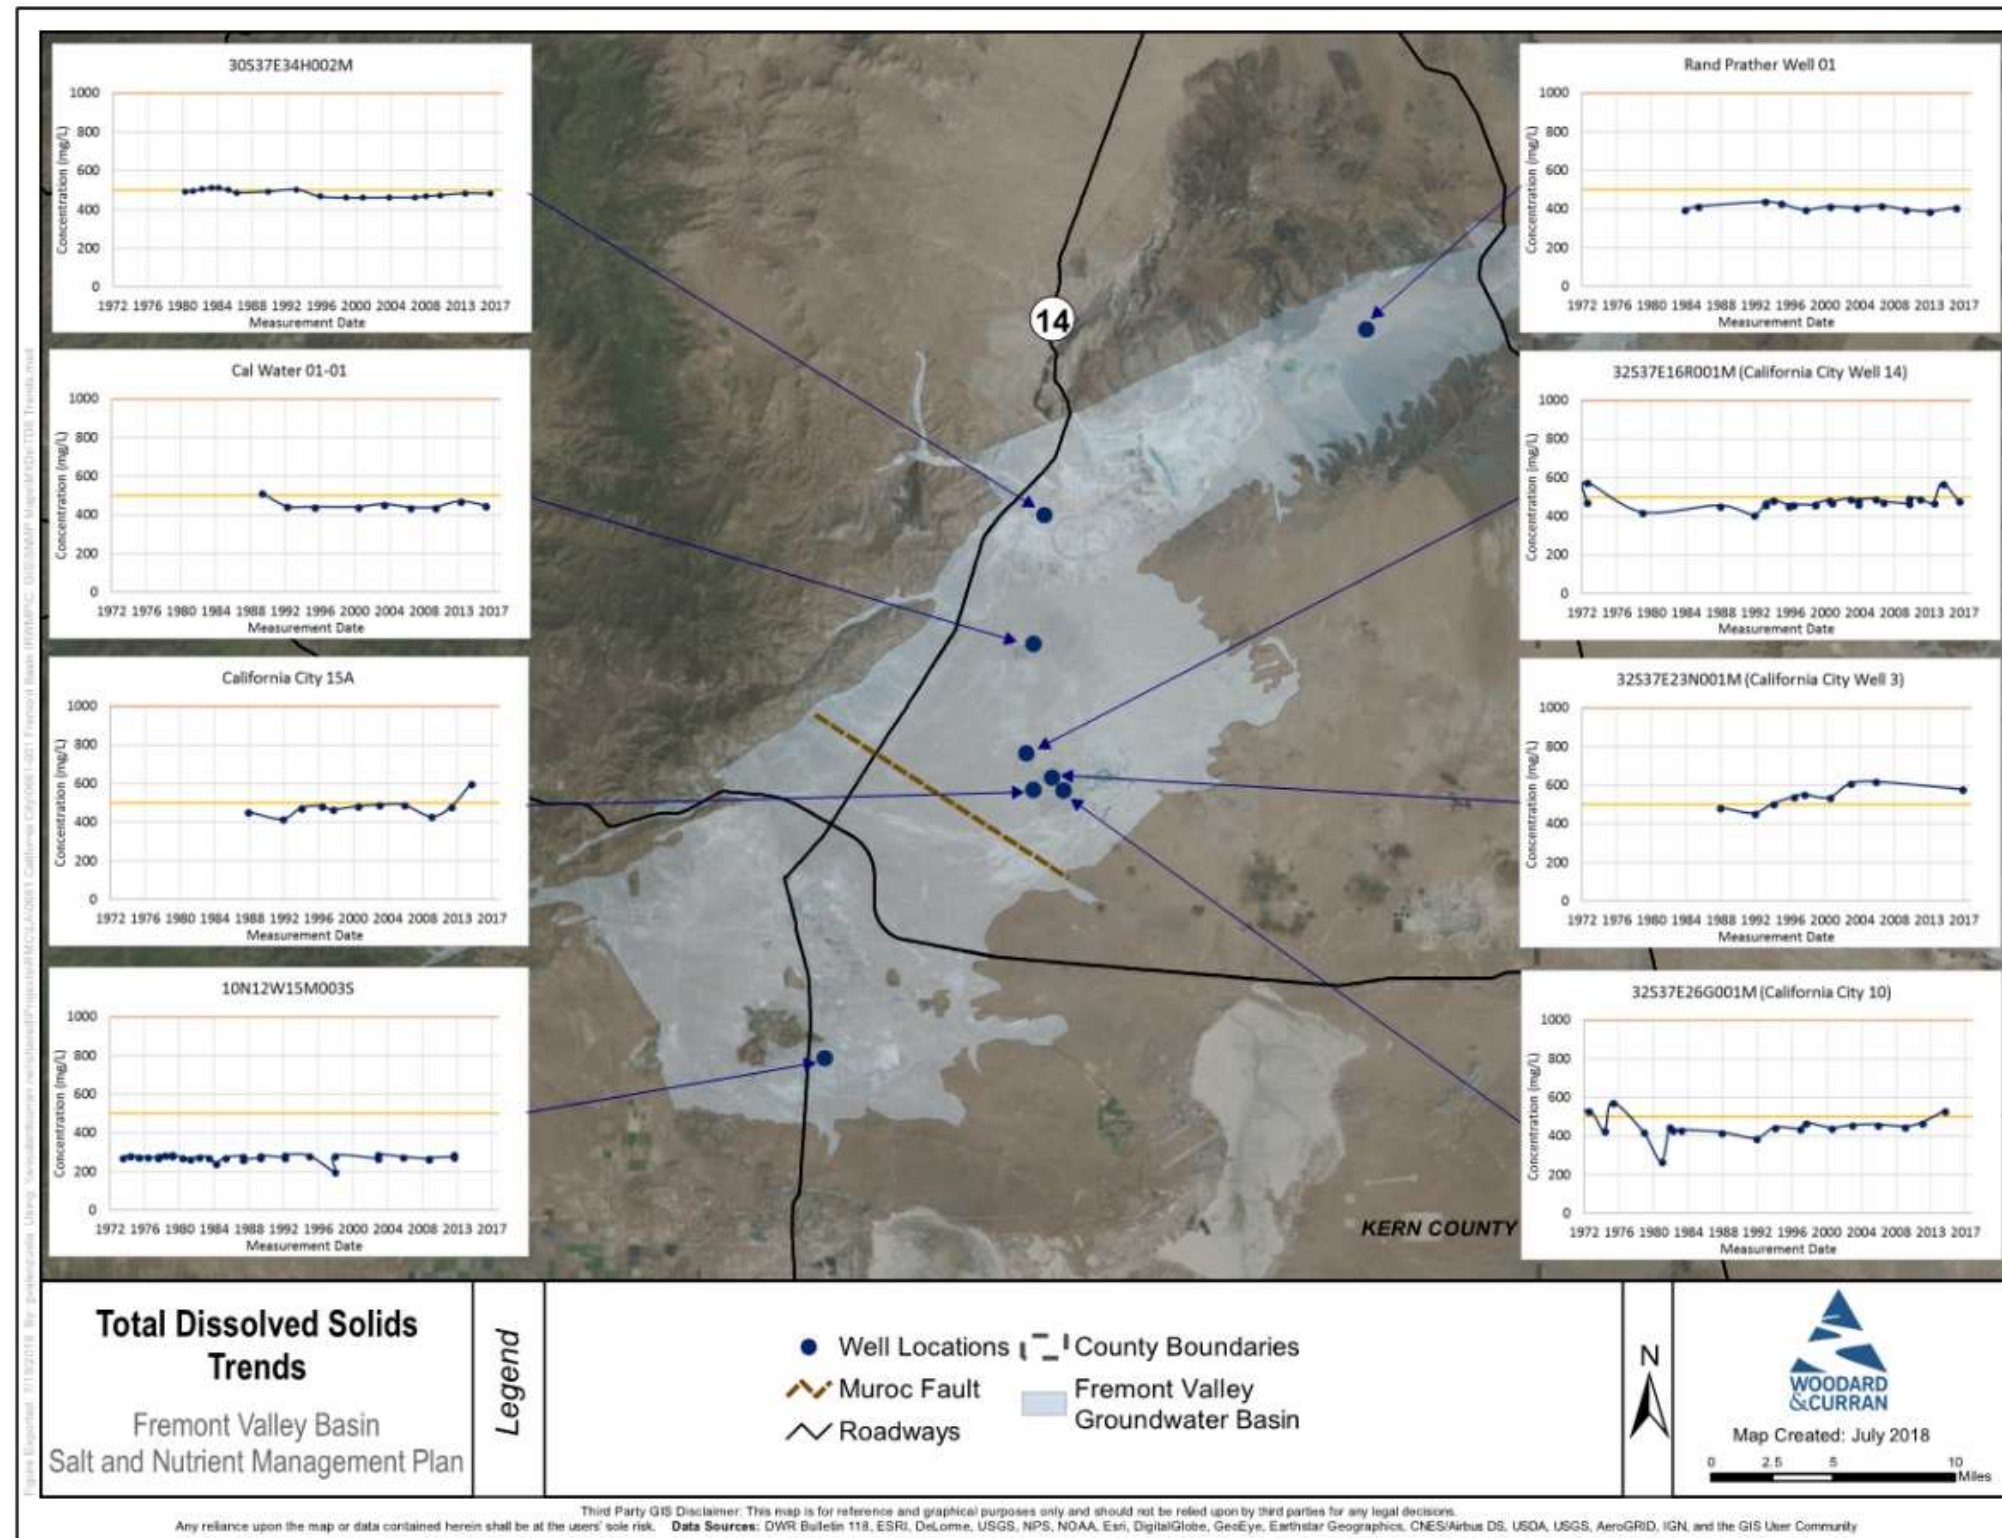 30S37E34H002M
Concentration (mg/L)
1000
800
600
400
200
0
1972 1976 1980 1984 1988 1992 1996 2000 2004 2008 2013 2017
Measurement Date
Cal Water 01-01
Concentration (mg/L)
1000
800
600
400
200
0
1972 1976 1980 1984 1988 1992 1996 2000 2004 2008 2013 2017
Measurement Date
California City 15A
Concentration (mg/L)
1000
800
600
400
200
0
1972 1976 1980 1984 1988 1992 1996 2000 2004 2008 2013 2017
Measurement Date
10N12W15M003S
Concentration (mg/L)
1000
800
600
400
200
0
1972 1976 1980 1984 1988 1992 1996 2000 2004 2008 2013 2017
Measurement Date
14
KERN COUNTY
Rand Prather Well 01
Concentration (mg/L)
1000
800
600
400
200
0
1972 1976 1980 1984 1988 1992 1996 2000 2004 2008 2013 2017
Measurement Date
32S37E16R001M (California City Well 14)
Concentration (mg/L)
1000
800
600
400
200
0
1972 1976 1980 1984 1988 1992 1996 2000 2004 2008 2013 2017
Measurement Date
32S37E23N001M (California City Well 3)
Concentration (mg/L)
1000
800
600
400
200
0
1972 1976 1980 1984 1988 1992 1996 2000 2004 2008 2013 2017
Measurement Date
32S37E26G001M (California City 10)
Concentration (mg/L)
1000
800
600
400
200
0
1972 1976 1980 1984 1988 1992 1996 2000 2004 2008 2013 2017
Measurement Date
Total Dissolved Solids
Trends
Fremont Valley Basin
Salt and Nutrient Management Plan
Legend
Well Locations
Muroc Fault
Roadways
County Boundaries
Fremont Valley
Groundwater Basin
N
WOODARD
&CURRAN
Map Created: July 2018
0 2.5 5 10
Miles
Third Party GIS Disclaimer: This map is for reference and graphical purposes only and should not be relied upon by third parties for any legal decisions.
Any reliance upon the map or data contained herein shall be at the users' sole risk. Data Sources: DWR Bulletin 118, ESRI, DeLorme, USGS, NPS, NOAA, Esri, DigitalGlobe, GeoEye, Earthstar Geographics, CNES/Airbus DS, USDA, USGS, AeroGRID, IGN, and the GIS User Community